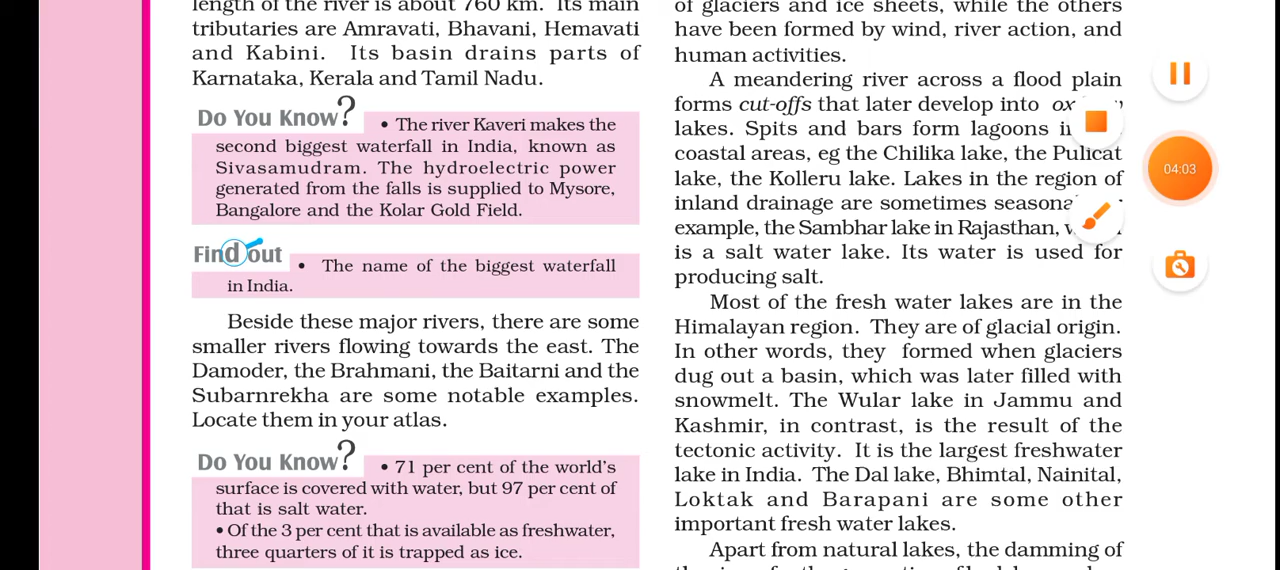 length of the river is about 760 km. Its main
tributaries are Amravati, Bhavani, Hemavati
and Kabini. Its basin drains parts of
Karnataka, Kerala and Tamil Nadu.
Do You Know?
• The river Kaveri makes the
second biggest waterfall in India, known as
Sivasamudram. The hydroelectric power
generated from the falls is supplied to Mysore,
Bangalore and the Kolar Gold Field.
Find out
• The name of the biggest waterfall
in India.
Beside these major rivers, there are some
smaller rivers flowing towards the east. The
Damoder, the Brahmani, the Baitarni and the
Subarnrekha are some notable examples.
Locate them in your atlas.
Do You Know?
• 71 per cent of the world's
surface is covered with water, but 97 per cent of
that is salt water.
• Of the 3 per cent that is available as freshwater,
three quarters of it is trapped as ice.
of glaciers and ice sheets, while the others
have been formed by wind, river action, and
human activities.
A meandering river across a flood plain
forms cut-offs that later develop into
lakes. Spits and bars form lagoons
coastal areas, eg the Chilika lake, the Pulicat
lake, the Kolleru lake. Lakes in the region of
inland drainage are sometimes
example, the Sambhar lake in Rajasthan,
is a salt water lake. Its water is used for
producing salt.
Most of the fresh water lakes are in the
Himalayan region. They are of glacial origin.
In other words, they formed when glaciers
dug out a basin, which was later filled with
snowmelt. The Wular lake in Jammu and
Kashmir, in contrast, is the result of the
tectonic activity. It is the largest freshwater
lake in India. The Dal lake, Bhimtal, Nainital,
Loktak and Barapani are some other
important fresh water lakes.
Apart from natural lakes, the damming of
04:03